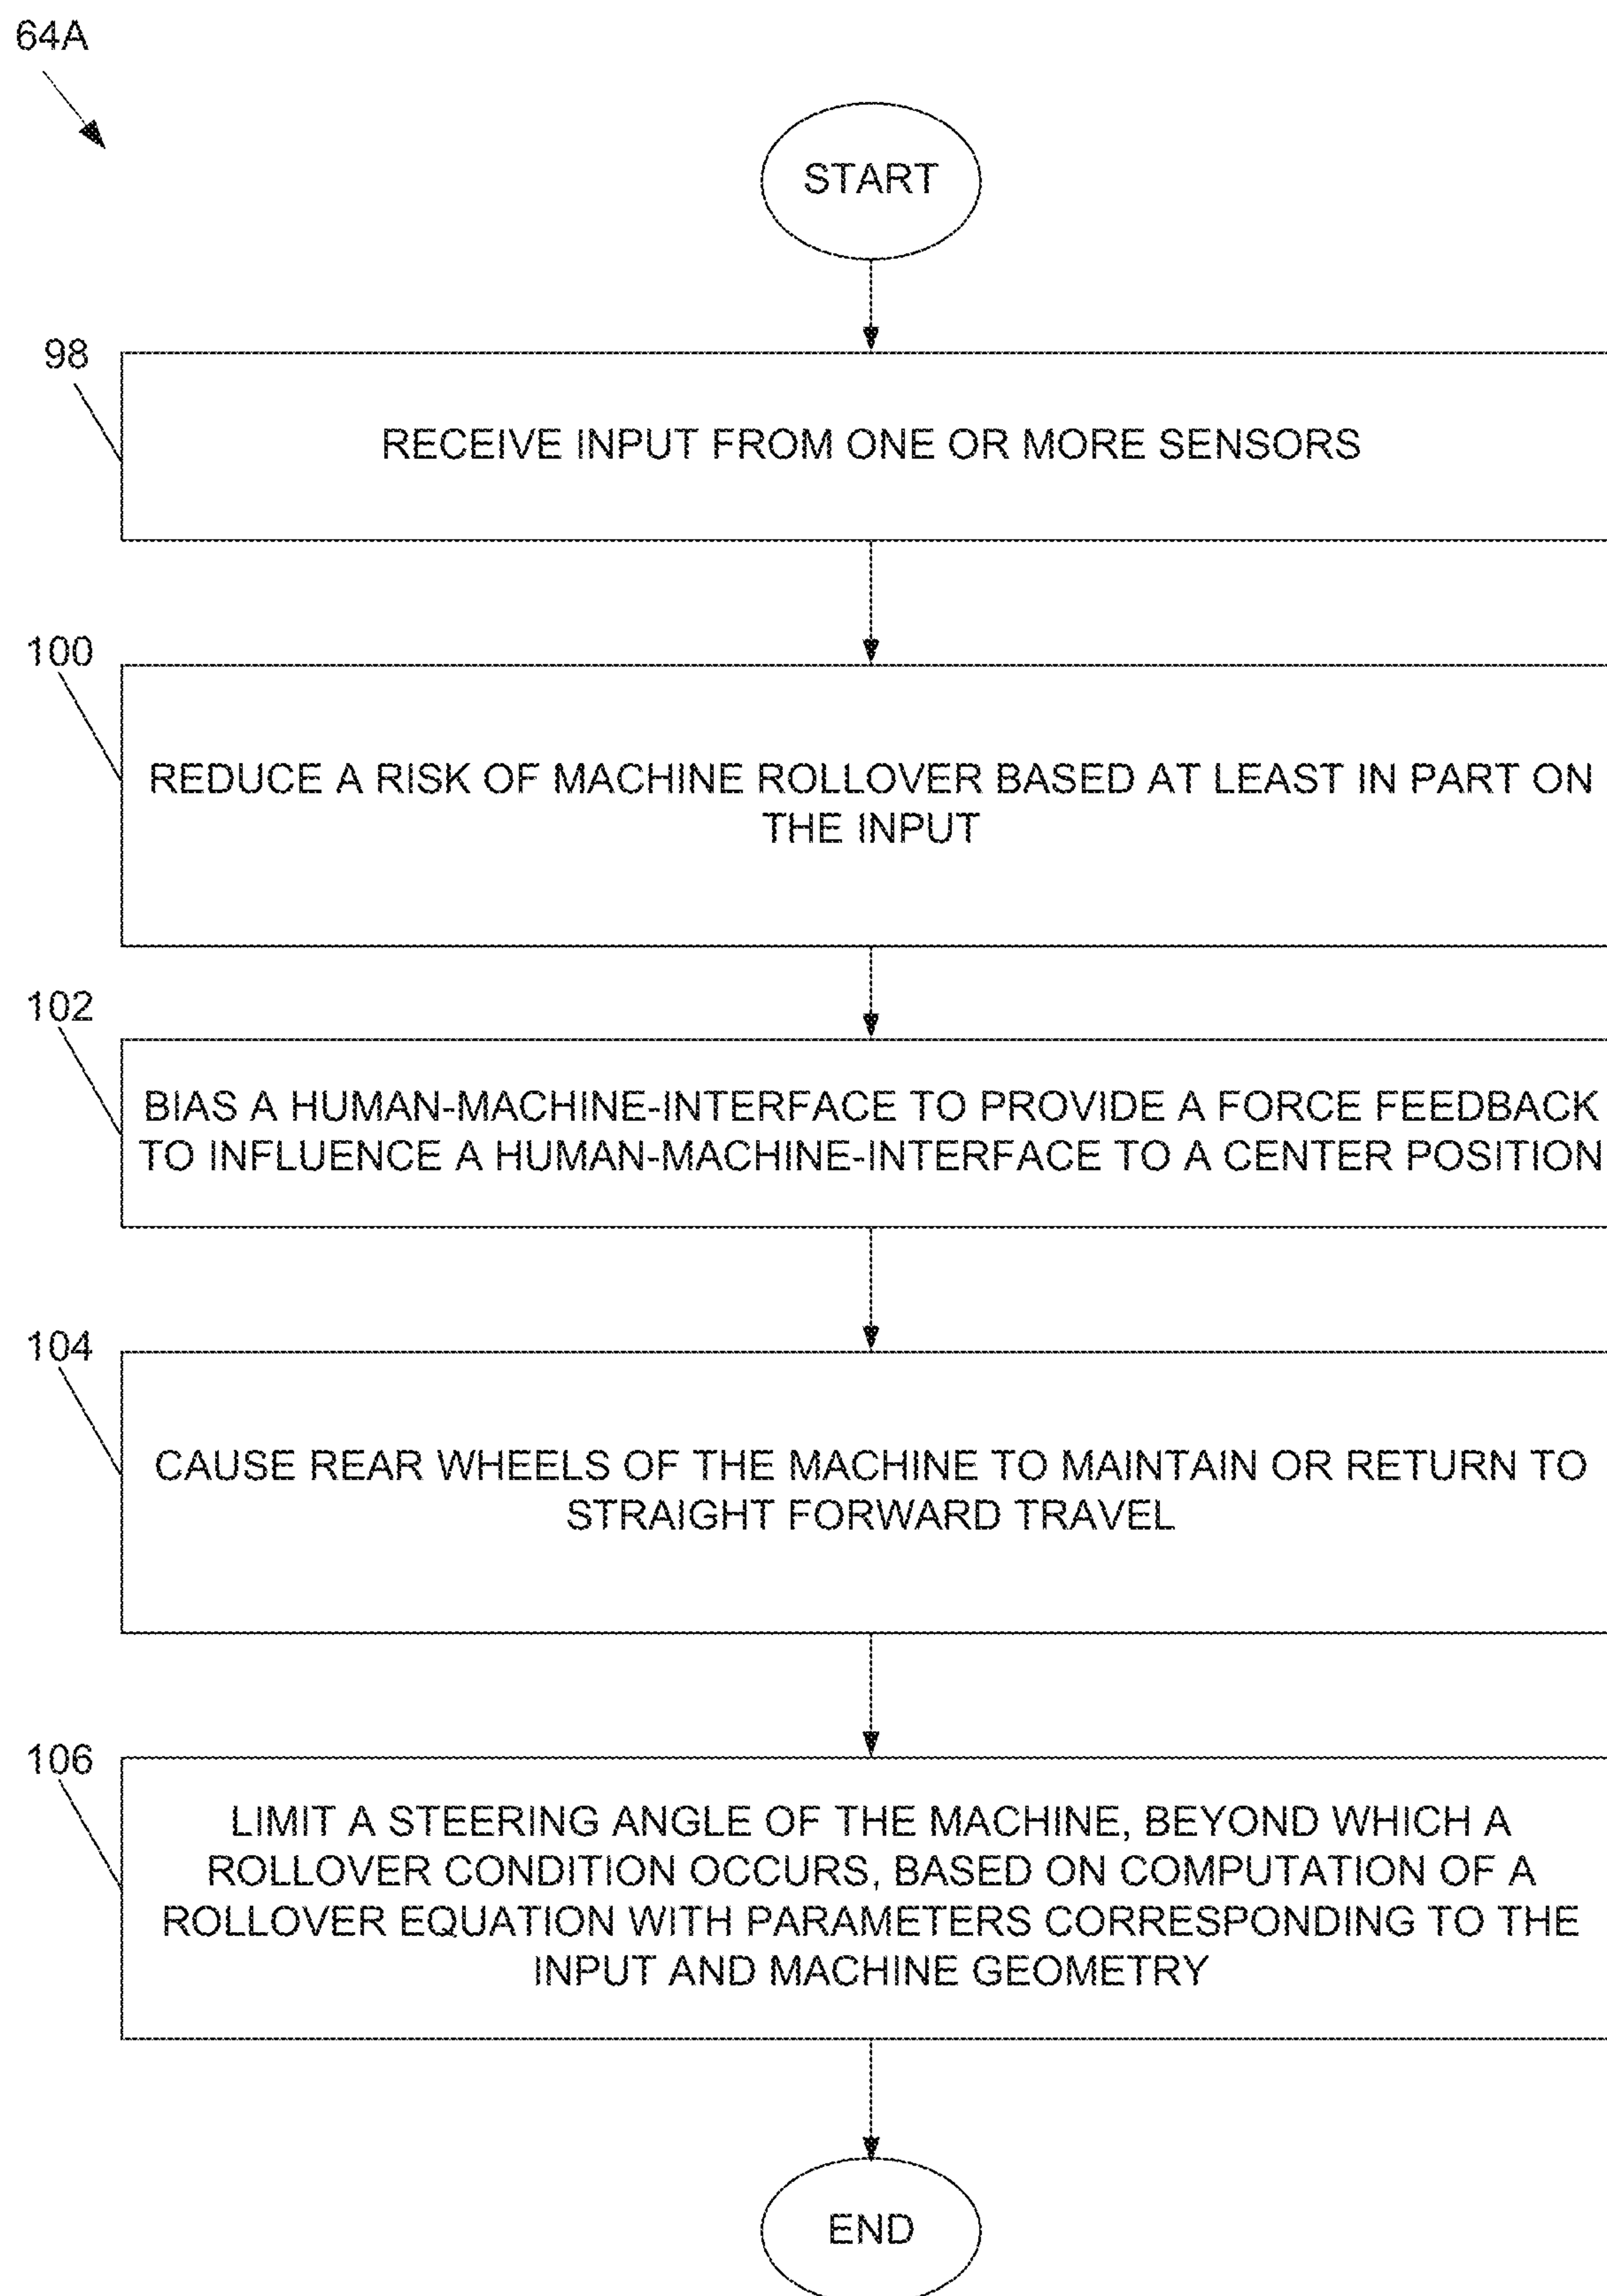 64A
START
98
RECEIVE INPUT FROM ONE OR MORE SENSORS
100
REDUCE A RISK OF MACHINE ROLLOVER BASED AT LEAST IN PART ON
THE INPUT
102
BIAS A HUMAN-MACHINE-INTERFACE TO PROVIDE A FORCE FEEDBACK
TO INFLUENCE A HUMAN-MACHINE-INTERFACE TO A CENTER POSITION
104
CAUSE REAR WHEELS OF THE MACHINE TO MAINTAIN OR RETURN TO
STRAIGHT FORWARD TRAVEL
106
LIMIT A STEERING ANGLE OF THE MACHINE, BEYOND WHICH A
ROLLOVER CONDITION OCCURS, BASED ON COMPUTATION OF A
ROLLOVER EQUATION WITH PARAMETERS CORRESPONDING TO THE
INPUT AND MACHINE GEOMETRY
END